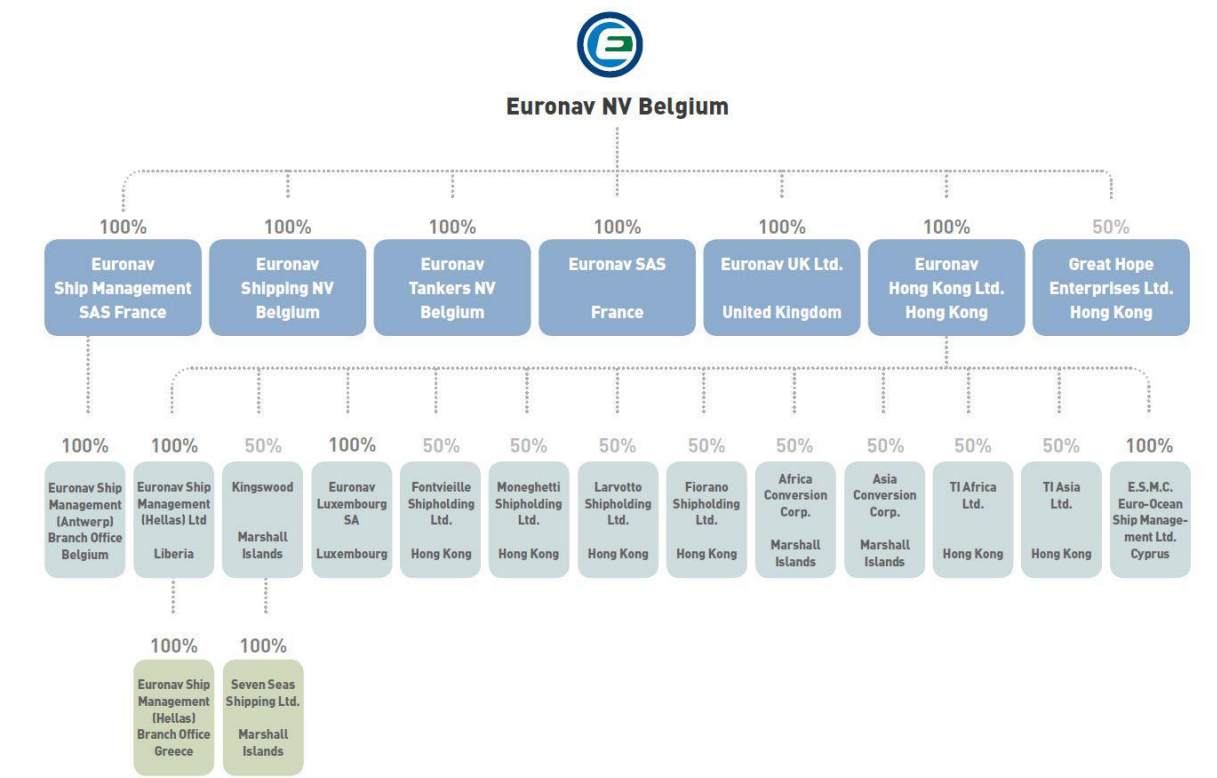 Euronav NV Belgium
100%
100%
100%
100%
100%
100%
50%
Euronav
Ship Management
SAS France
Euronav
Shipping NV
Belgium
Euronav
Tankers NV
Belgium
Euronav SAS
France
Euronav UK Ltd.
United Kingdom
Euronav
Hong Kong Ltd.
Hong Kong
Great Hope
Enterprises Ltd.
Hong Kong
100%
100%
50%
100%
50%
50%
50%
50%
50%
50%
50%
50%
100%
Euronav Ship
Management
(Antwerp)
Branch Office
Belgium
Euronav Ship
Management
(Hellas) Ltd
Liberia
Kingswood
Marshall
Islands
Euronav
Luxembourg
SA
Luxembourg
Fontvieille
Shipholding
Ltd.
Hong Kong
Moneghetti
Shipholding
Ltd.
Hong Kong
Larvotto
Shipholding
Ltd.
Hong Kong
Fiorano
Shipholding
Ltd.
Hong Kong
Africa
Conversion
Corp.
Marshall
Islands
Asia
Conversion
Corp.
Marshall
Islands
TI Africa
Ltd.
Hong Kong
TI Asia
Ltd.
Hong Kong
E.S.M.C.
Euro-Ocean
Ship Manage-
ment Ltd.
Cyprus
100%
100%
Euronav Ship
Management
(Hellas)
Branch Office
Greece
Seven Seas
Shipping Ltd.
Marshall
Islands